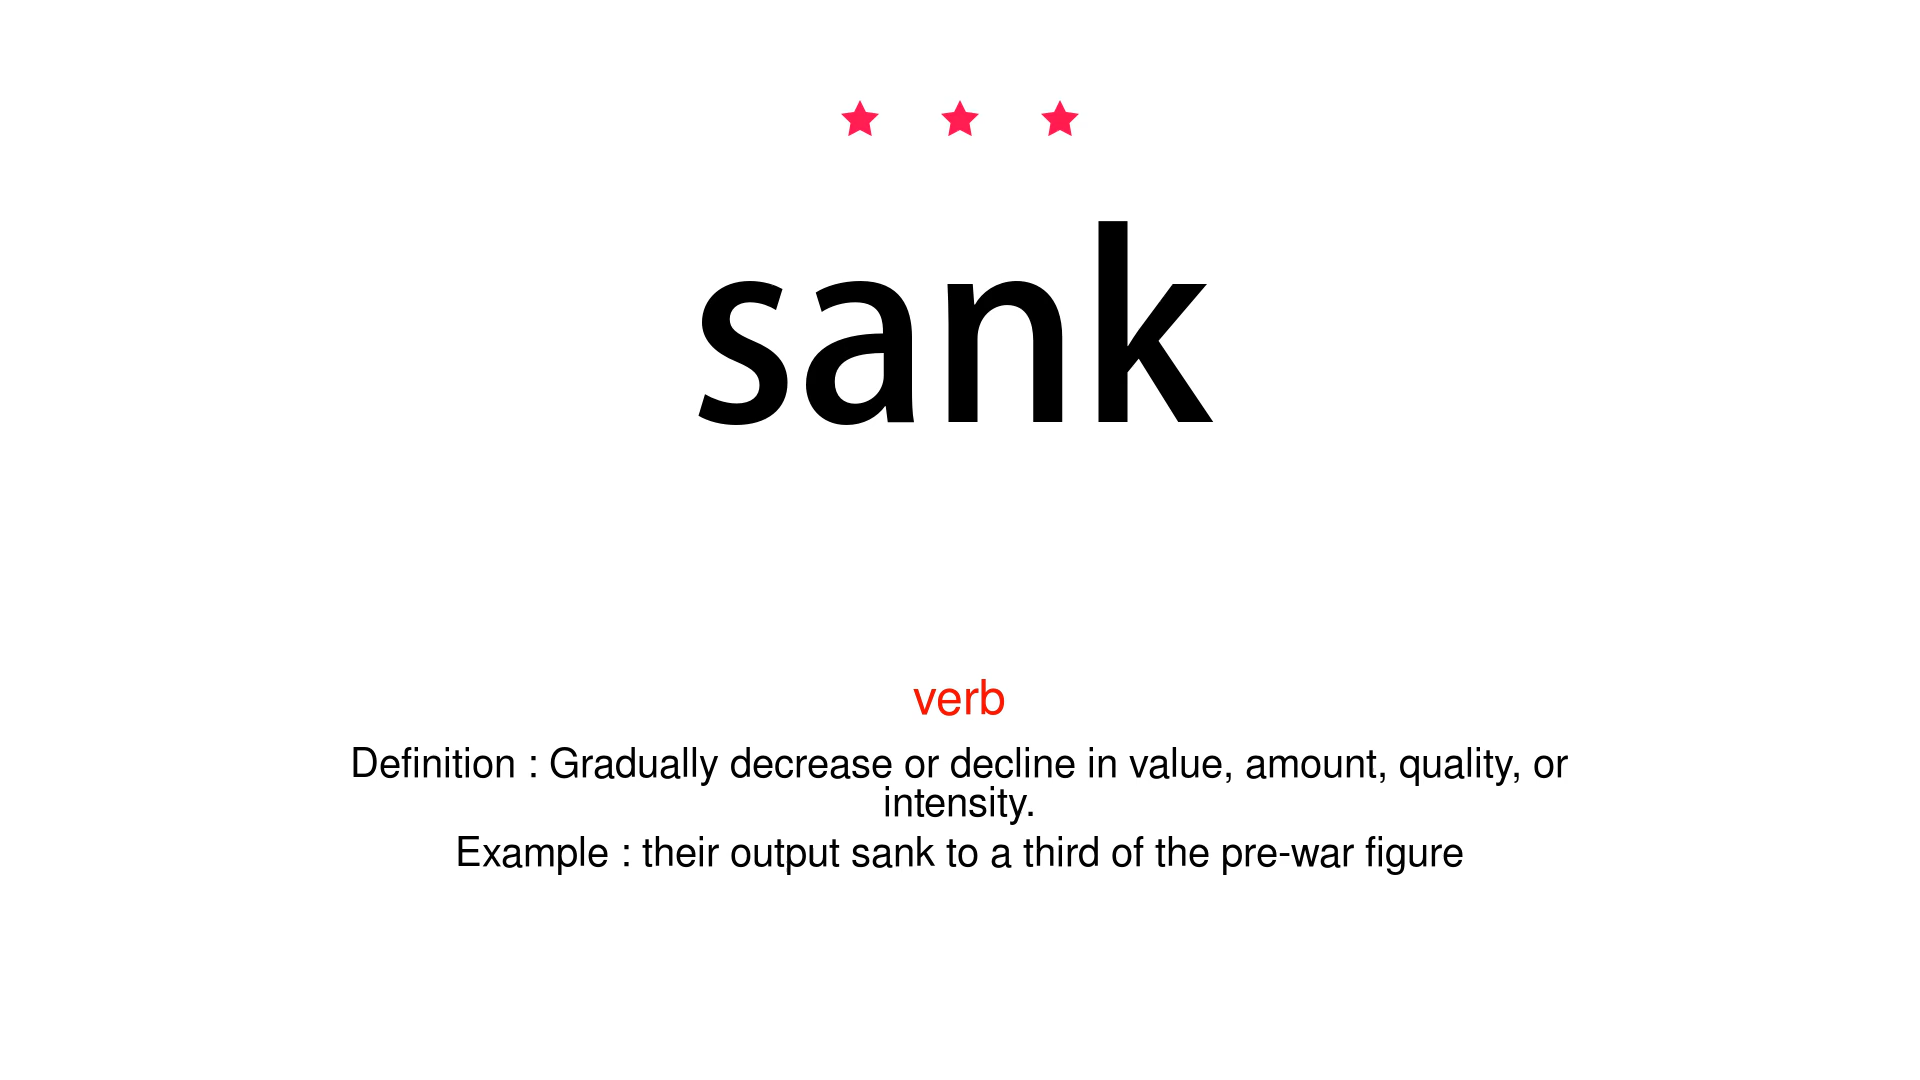 sank
verb
Definition : Gradually decrease or decline in value, amount, quality, or
intensity.
Example : their output sank to a third of the pre-war figure